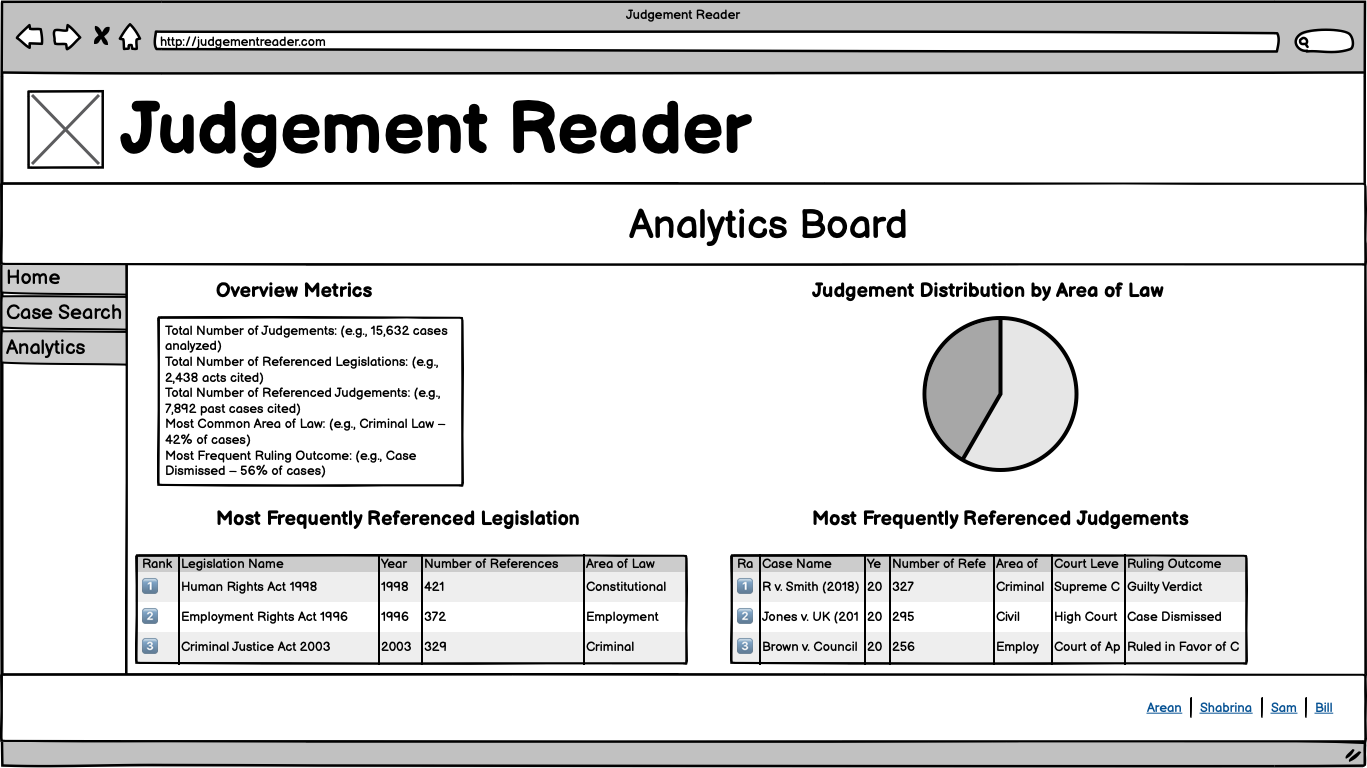 Judgement Reader
http://judgementreader.com
Judgement Reader
Analytics Board
Home
Case Search
Analytics
Overview Metrics
Total Number of Judgements: (e.g., 15,632 cases
analyzed)
Total Number of Referenced Legislations: (e.g.,
2,438 acts cited)
Total Number of Referenced Judgements: (e.g.,
7,892 past cases cited)
Most Common Area of Law: (e.g., Criminal Law –
42% of cases)
Most Frequent Ruling Outcome: (e.g., Case
Dismissed – 56% of cases)
Judgement Distribution by Area of Law
Most Frequently Referenced Legislation
Rank Legislation Name Year Number of References Area of Law
1 Human Rights Act 1998 1998 421 Constitutional
2 Employment Rights Act 1996 1996 372 Employment
3 Criminal Justice Act 2003 2003 329 Criminal
Most Frequently Referenced Judgements
Ra Case Name Ye Number of Refe Area of Court Leve Ruling Outcome
1 R v. Smith (2018) 20 327 Criminal Supreme C Guilty Verdict
2 Jones v. UK (201 20 295 Civil High Court Case Dismissed
3 Brown v. Council 20 256 Employ Court of Ap Ruled in Favor of C
Arean Shabrina Sam Bill